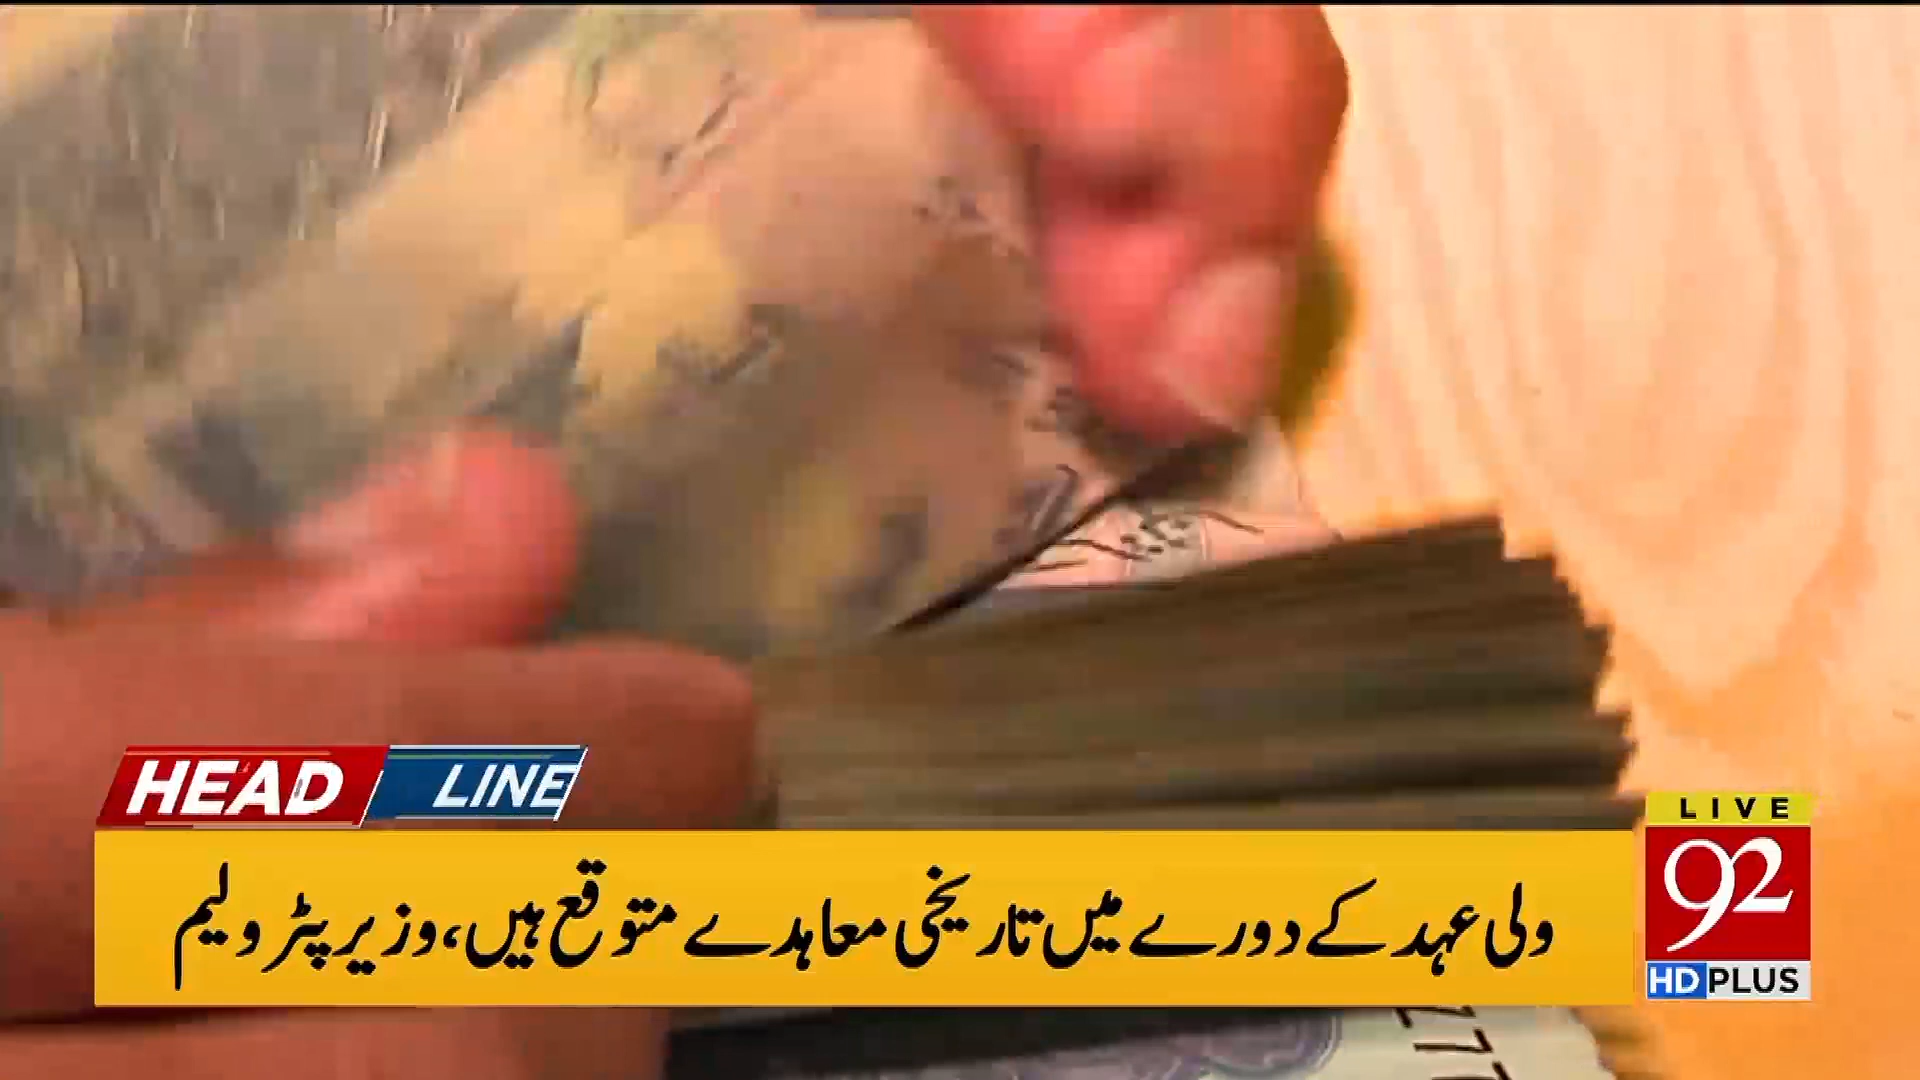 HEAD LINE
LIVE
92
HD PLUS
ولی عہد کے دورے میں تاریخی معاہدے متوقع ہیں، وزیر پٹرولیم